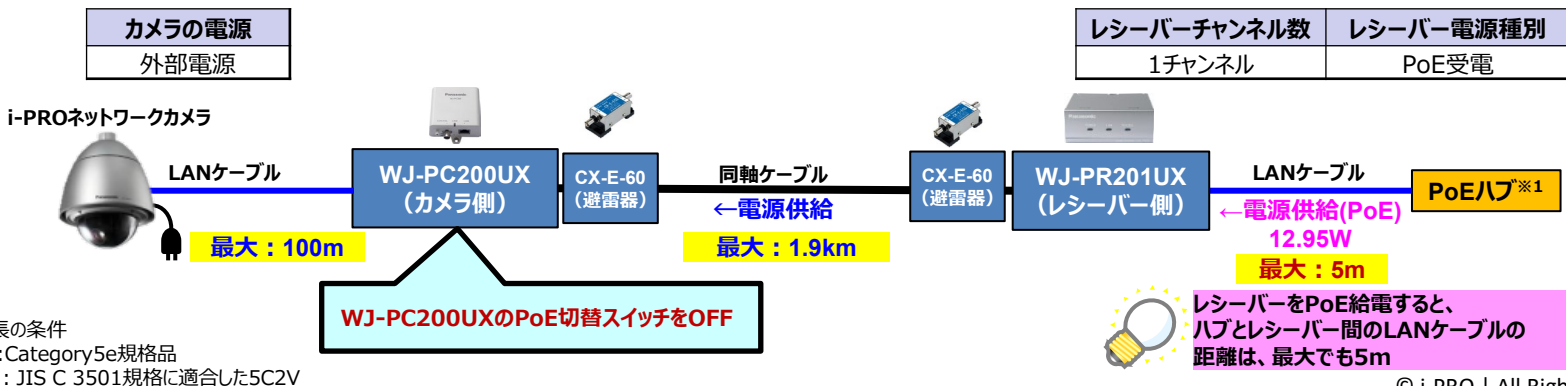 カメラの電源
外部電源
レシーバーチャンネル数 レシーバー電源種別
1チャンネル PoE受電
i-PROネットワークカメラ
LANケーブル
最大：100m
WJ-PC200UX
（カメラ側）
CX-E-60
（避雷器）
同軸ケーブル
←電源供給
最大：1.9km
CX-E-60
（避雷器）
WJ-PR201UX
（レシーバー側）
LANケーブル
←電源供給(PoE)
12.95W
最大：5m
PoEハブ※1
WJ-PC200UXのPoE切替スイッチをOFF
レシーバーをPoE給電すると、
ハブとレシーバー間のLANケーブルの
距離は、最大でも5m
長の条件
:Category5e規格品
: JIS C 3501規格に適合した5C2V
© i-PRO | All Righ